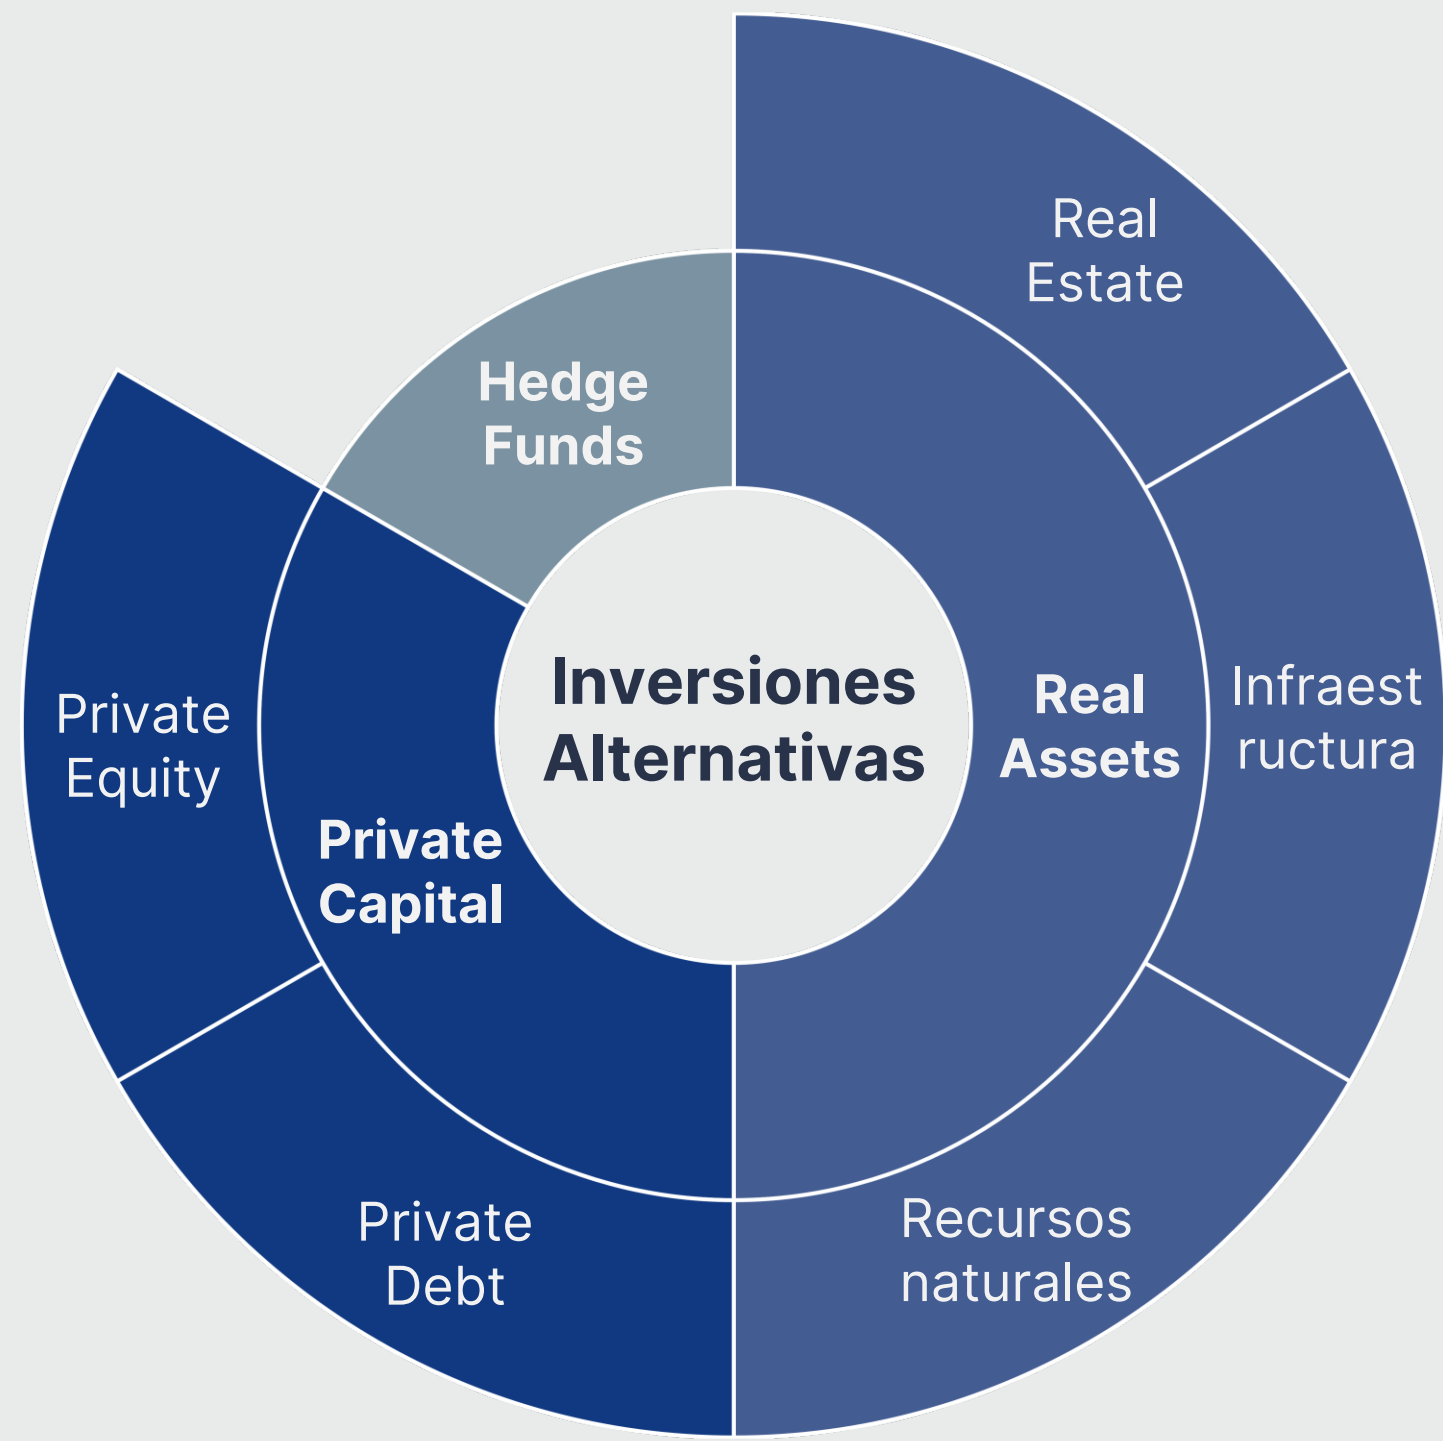 Real
Estate
Hedge
Funds
Inversiones
Alternativas
Real
Assets
Infraest
ructura
Private
Equity
Private
Capital
Private
Debt
Recursos
naturales